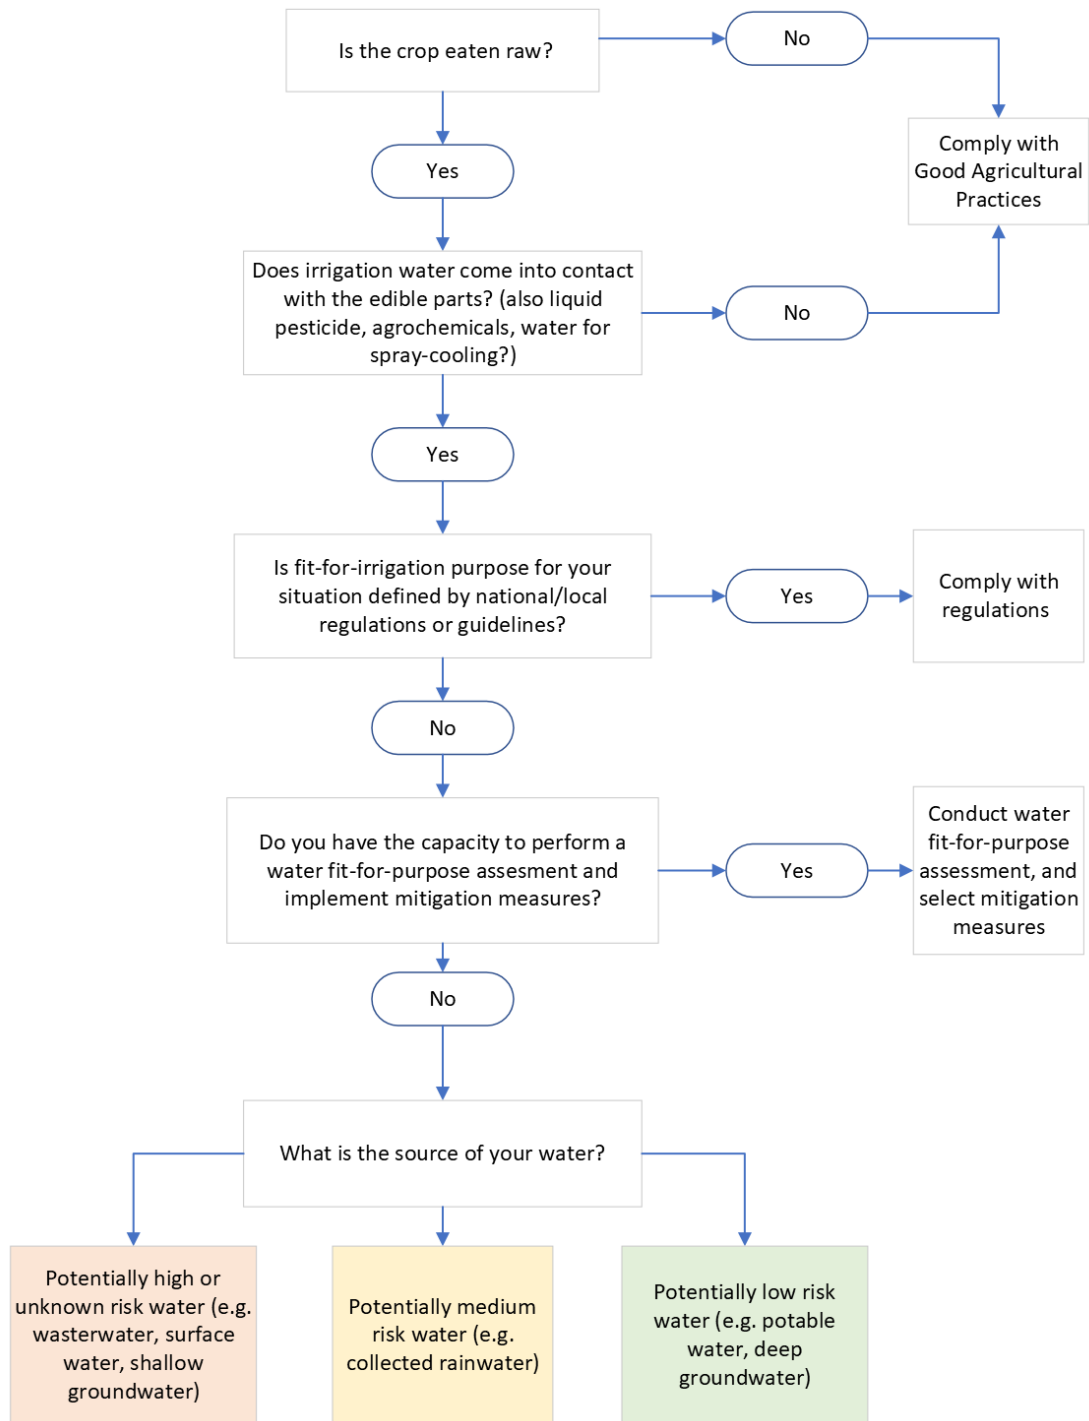 Is the crop eaten raw?
No
Yes
Comply with
Good Agricultural
Practices
Does irrigation water come into contact
with the edible parts? (also liquid
pesticide, agrochemicals, water for
spray-cooling?)
No
Yes
Is fit-for-irrigation purpose for your
situation defined by national/local
regulations or guidelines?
Yes
Comply with
regulations
No
Do you have the capacity to perform a
water fit-for-purpose assesment and
implement mitigation measures?
Yes
Conduct water
fit-for-purpose
assessment, and
select mitigation
measures
No
What is the source of your water?
Potentially high or
unknown risk water (e.g.
wasterwater, surface
water, shallow
groundwater)
Potentially medium
risk water (e.g.
collected rainwater)
Potentially low risk
water (e.g. potable
water, deep
groundwater)